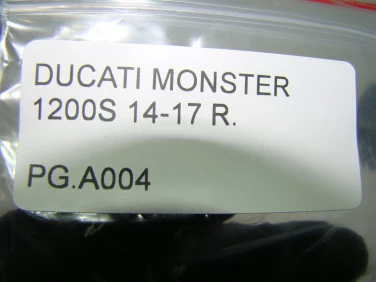 DUCATI MONSTER
1200S 14-17 R.
PG.A004